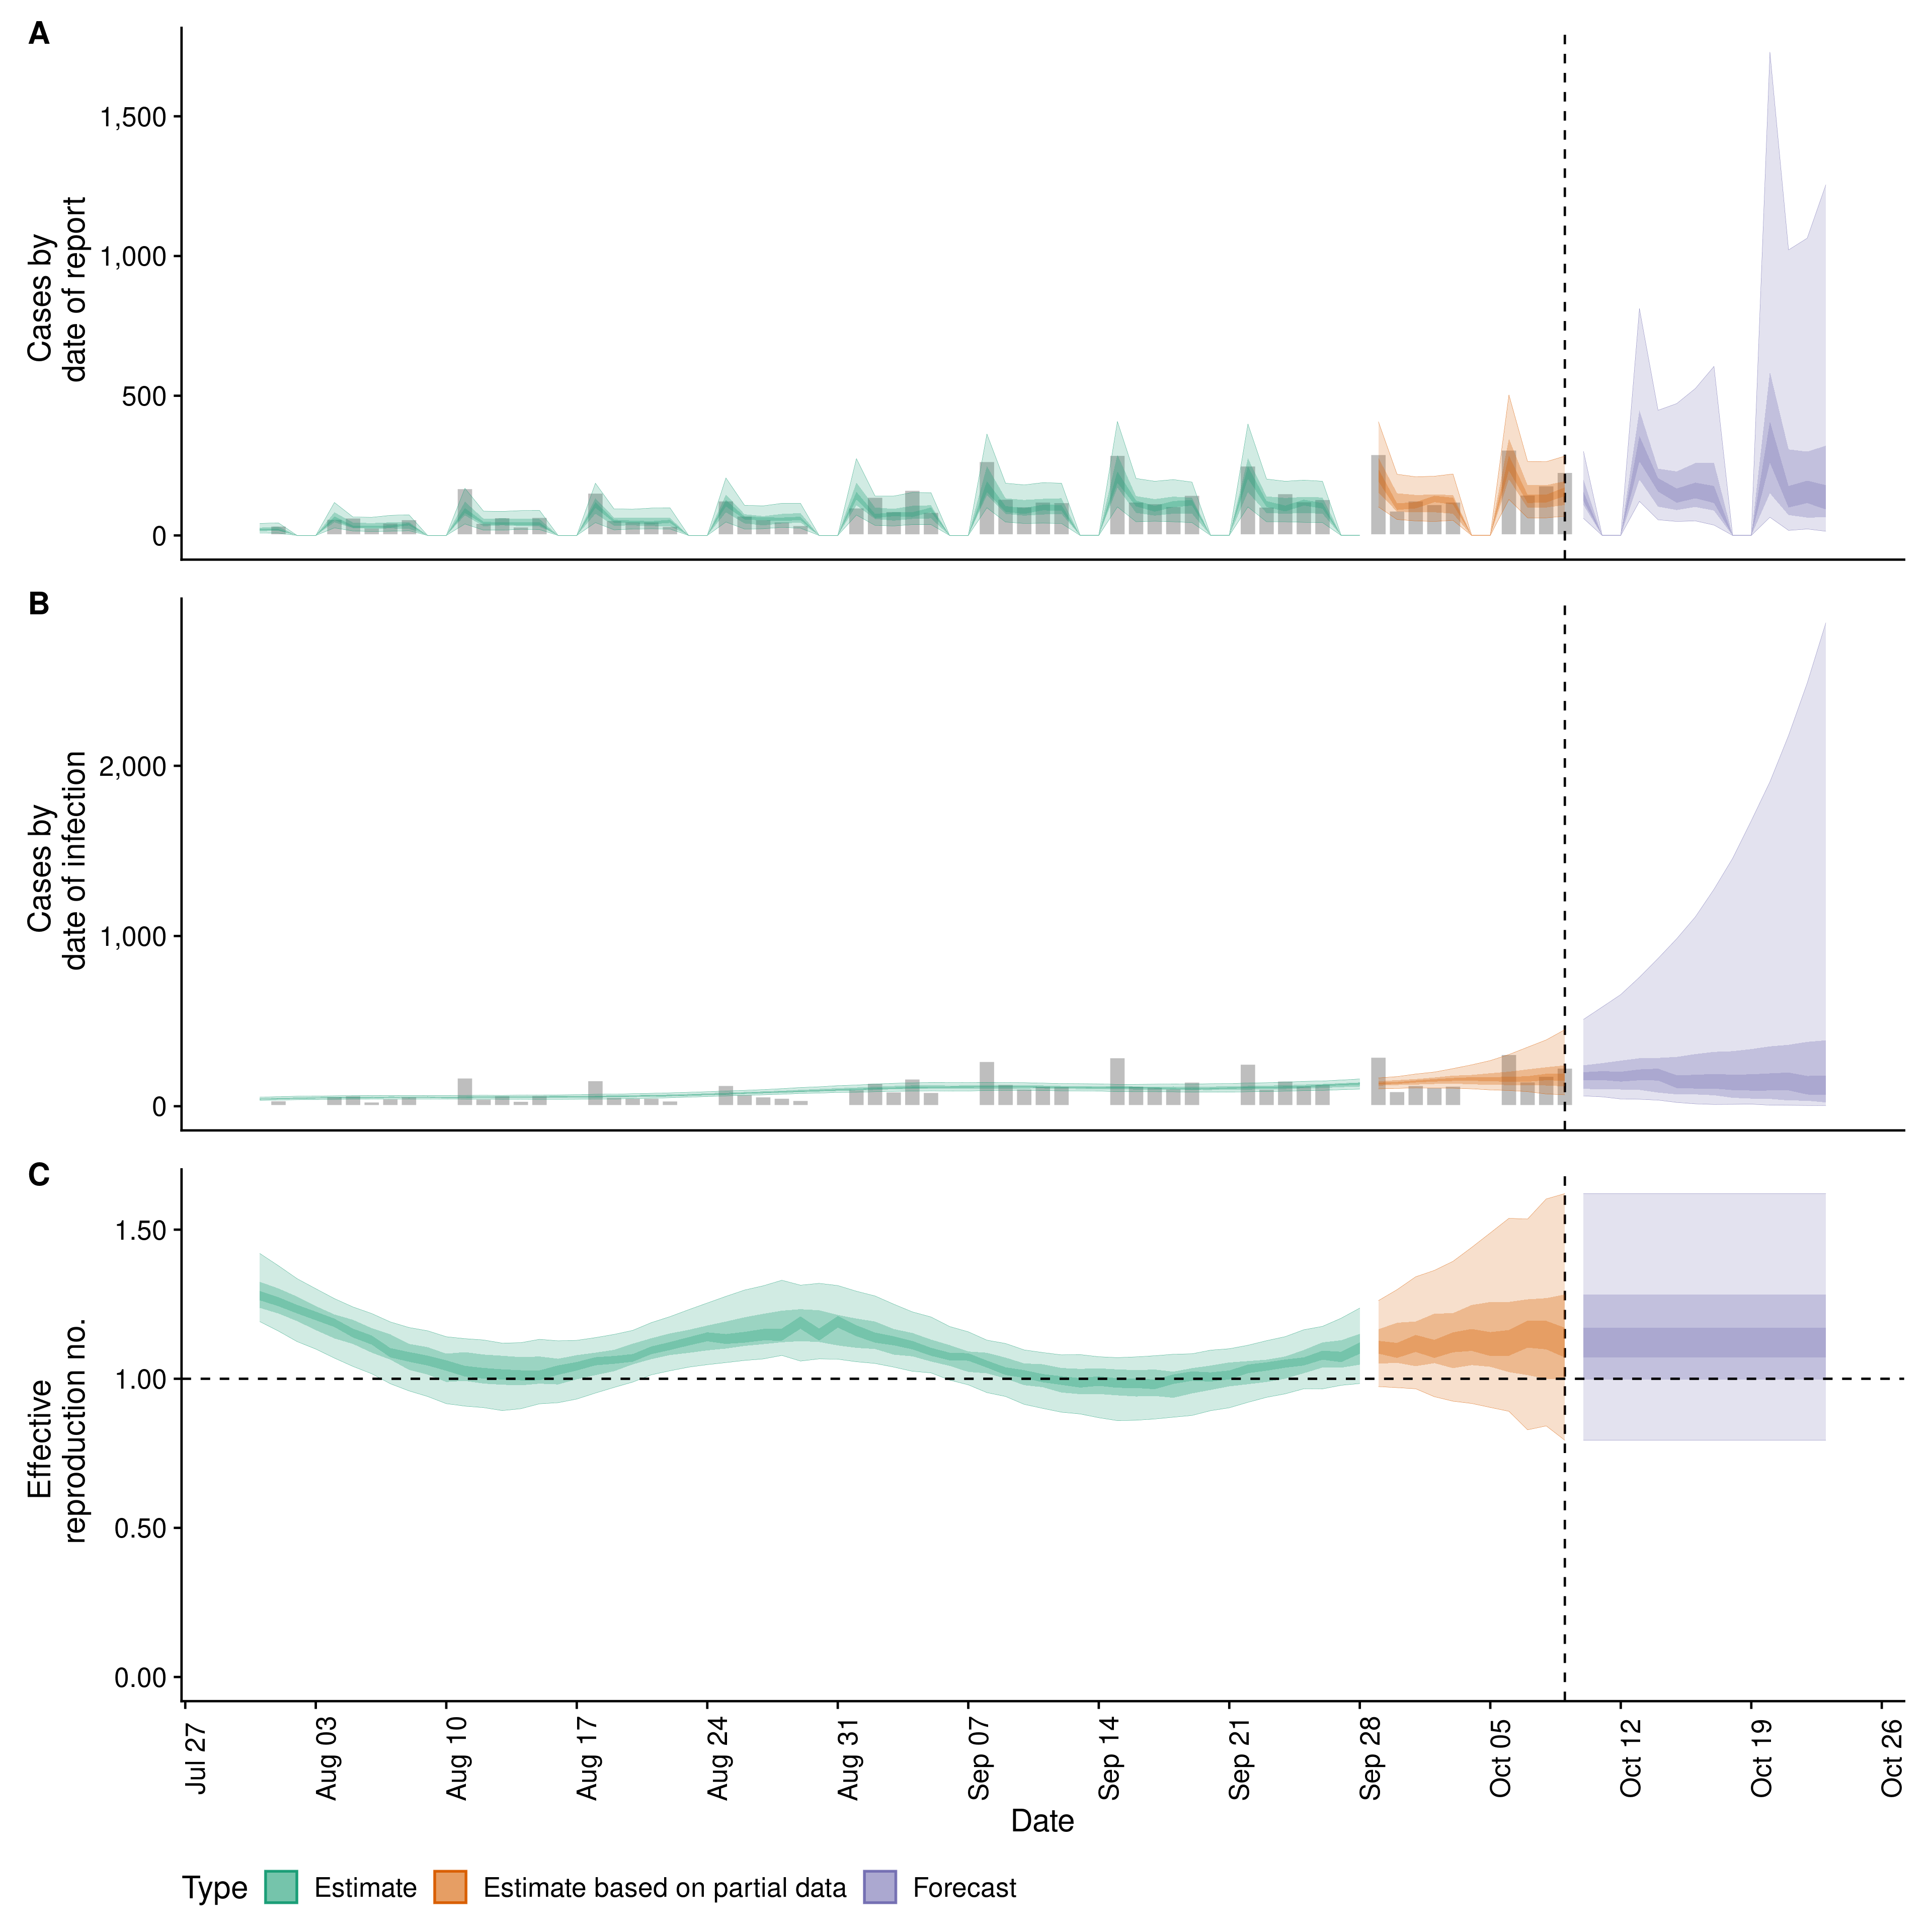 A
Cases by
date of report
1,500
1,000
500
0
B
Cases by
date of infection
2,000
1,000
0
C
Effective
reproduction no.
1.50
1.00
0.50
0.00
Jul 27
Aug 03
Aug 10
Aug 17
Aug 24
Aug 31
Sep 07
Sep 14
Sep 21
Sep 28
Oct 05
Oct 12
Oct 19
Oct 26
Date
Type Estimate Estimate based on partial data Forecast